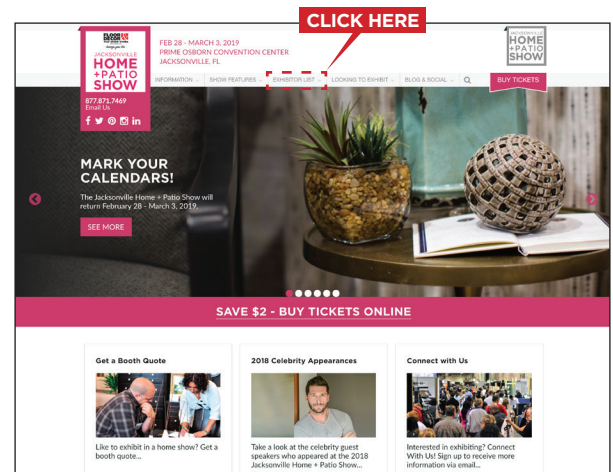 CLICK HERE
FLOOR
DECOR
JACKSONVILLE
HOME
+PATIO
SHOW
FEB 28 - MARCH 3, 2019
PRIME OSBORN CONVENTION CENTER
JACKSONVILLE, FL
JACKSONVILLE
HOME
+PATIO
SHOW
INFORMATION
SHOW FEATURES
EXHIBITOR LIST
LOOKING TO EXHIBIT
BLOG & SOCIAL
BUY TICKETS
877.871.7469
Email Us
MARK YOUR
CALENDARS!
The Jacksonville Home + Patio Show will
return February 28 - March 3, 2019.
SEE MORE
SAVE $2 - BUY TICKETS ONLINE
Get a Booth Quote
Like to exhibit in a home show? Get a
booth quote...
2018 Celebrity Appearances
Take a look at the celebrity guest
speakers who appeared at the 2018
Jacksonville Home + Patio Show...
Connect with Us
Interested in exhibiting? Connect
With Us! Sign up to receive more
information via email...